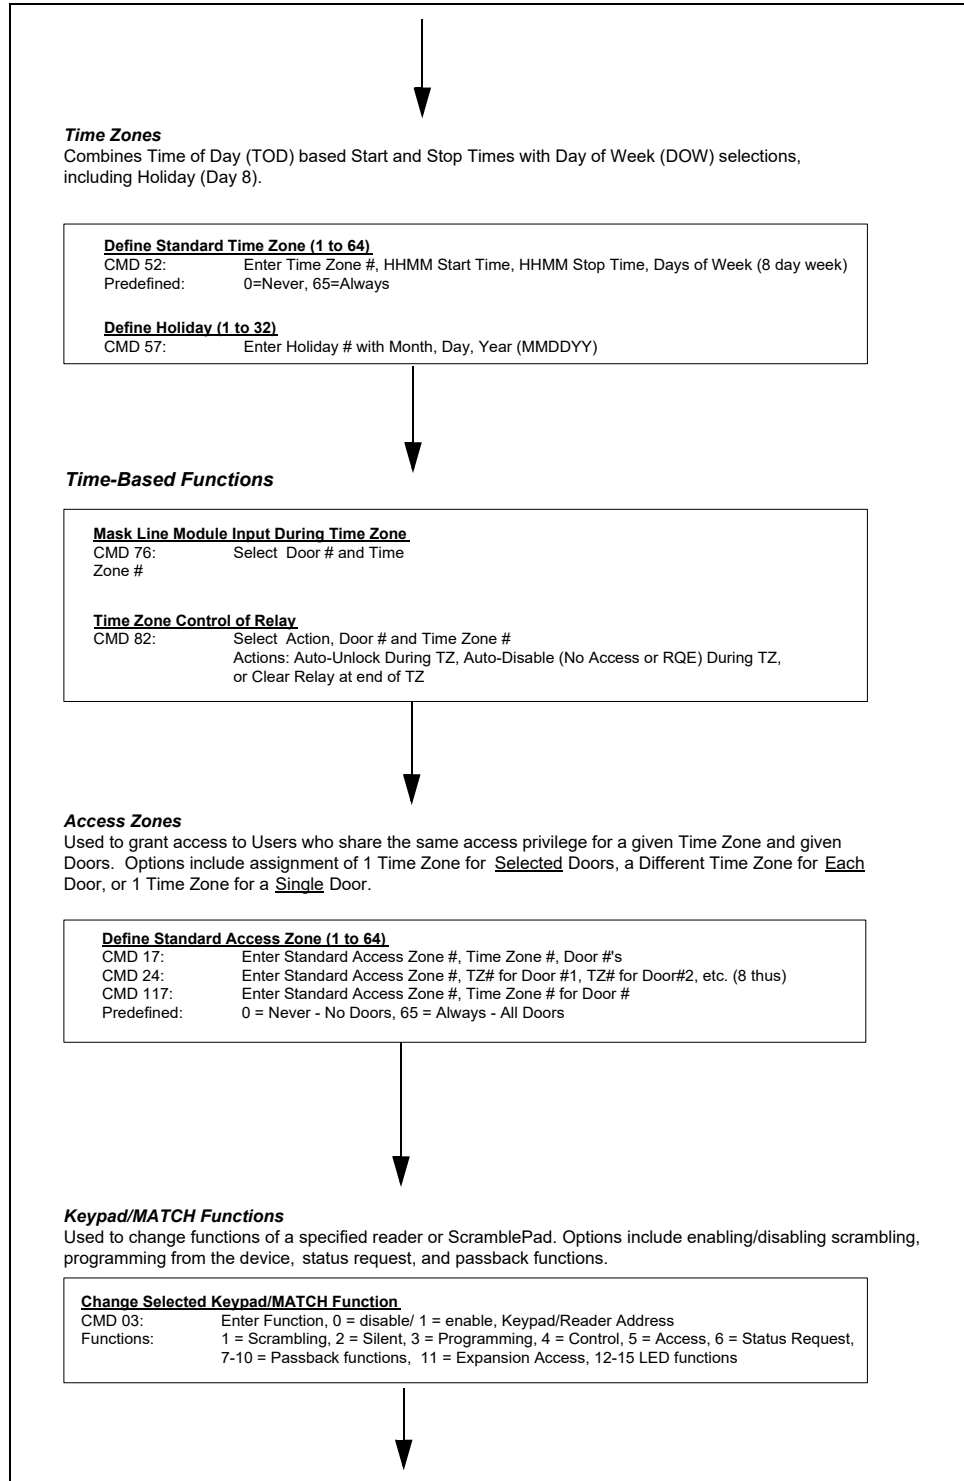 Time Zones
Combines Time of Day (TOD) based Start and Stop Times with Day of Week (DOW) selections,
including Holiday (Day 8).
Define Standard Time Zone (1 to 64)
CMD 52: Enter Time Zone #, HHMM Start Time, HHMM Stop Time, Days of Week (8 day week)
Predefined: 0=Never, 65=Always
Define Holiday (1 to 32)
CMD 57: Enter Holiday # with Month, Day, Year (MMDDYY)
Time-Based Functions
Mask Line Module Input During Time Zone
CMD 76: Select Door # and Time
Zone #
Time Zone Control of Relay
CMD 82: Select Action, Door # and Time Zone #
Actions: Auto-Unlock During TZ, Auto-Disable (No Access or RQE) During TZ,
or Clear Relay at end of TZ
Access Zones
Used to grant access to Users who share the same access privilege for a given Time Zone and given
Doors. Options include assignment of 1 Time Zone for Selected Doors, a Different Time Zone for Each
Door, or 1 Time Zone for a Single Door.
Define Standard Access Zone (1 to 64)
CMD 17: Enter Standard Access Zone #, Time Zone #, Door #'s
CMD 24: Enter Standard Access Zone #, TZ# for Door #1, TZ# for Door#2, etc. (8 thus)
CMD 117: Enter Standard Access Zone #, Time Zone # for Door #
Predefined: 0 = Never - No Doors, 65 = Always - All Doors
Keypad/MATCH Functions
Used to change functions of a specified reader or ScramblePad. Options include enabling/disabling scrambling,
programming from the device, status request, and passback functions.
Change Selected Keypad/MATCH Function
CMD 03: Enter Function, 0 = disable/ 1 = enable, Keypad/Reader Address
Functions: 1 = Scrambling, 2 = Silent, 3 = Programming, 4 = Control, 5 = Access, 6 = Status Request,
7-10 = Passback functions, 11 = Expansion Access, 12-15 LED functions